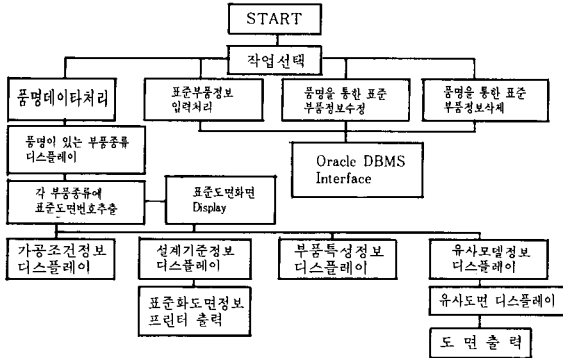 START
작업선택
품명데이타처리
표준부품정보
입력처리
품명을 통한 표준
부품정보수정
품명을 통한 표준
부품정보삭제
품명이 있는 부품종류
디스플레이
Oracle DBMS
Interface
각 부품종류에
표준도면번호추출
표준도면화면
Display
가공조건정보
디스플레이
설계기준정보
디스플레이
부품특성정보
디스플레이
유사모델정보
디스플레이
표준화도면정보
프린터 출력
유사도면 디스플레이
도 면 출 력